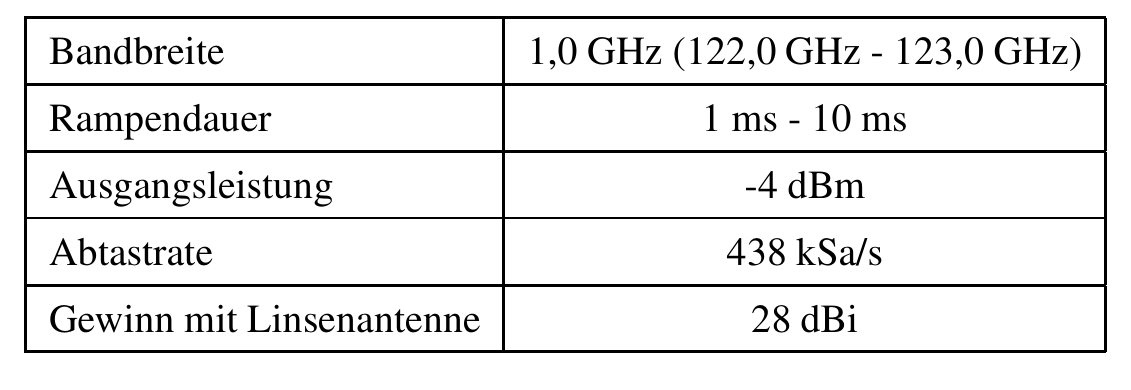 Bandbreite 1,0 GHz (122,0 GHz - 123,0 GHz)
Rampendauer 1 ms - 10 ms
Ausgangsleistung -4 dBm
Abtastrate 438 kSa/s
Gewinn mit Linsenantenne 28 dBi